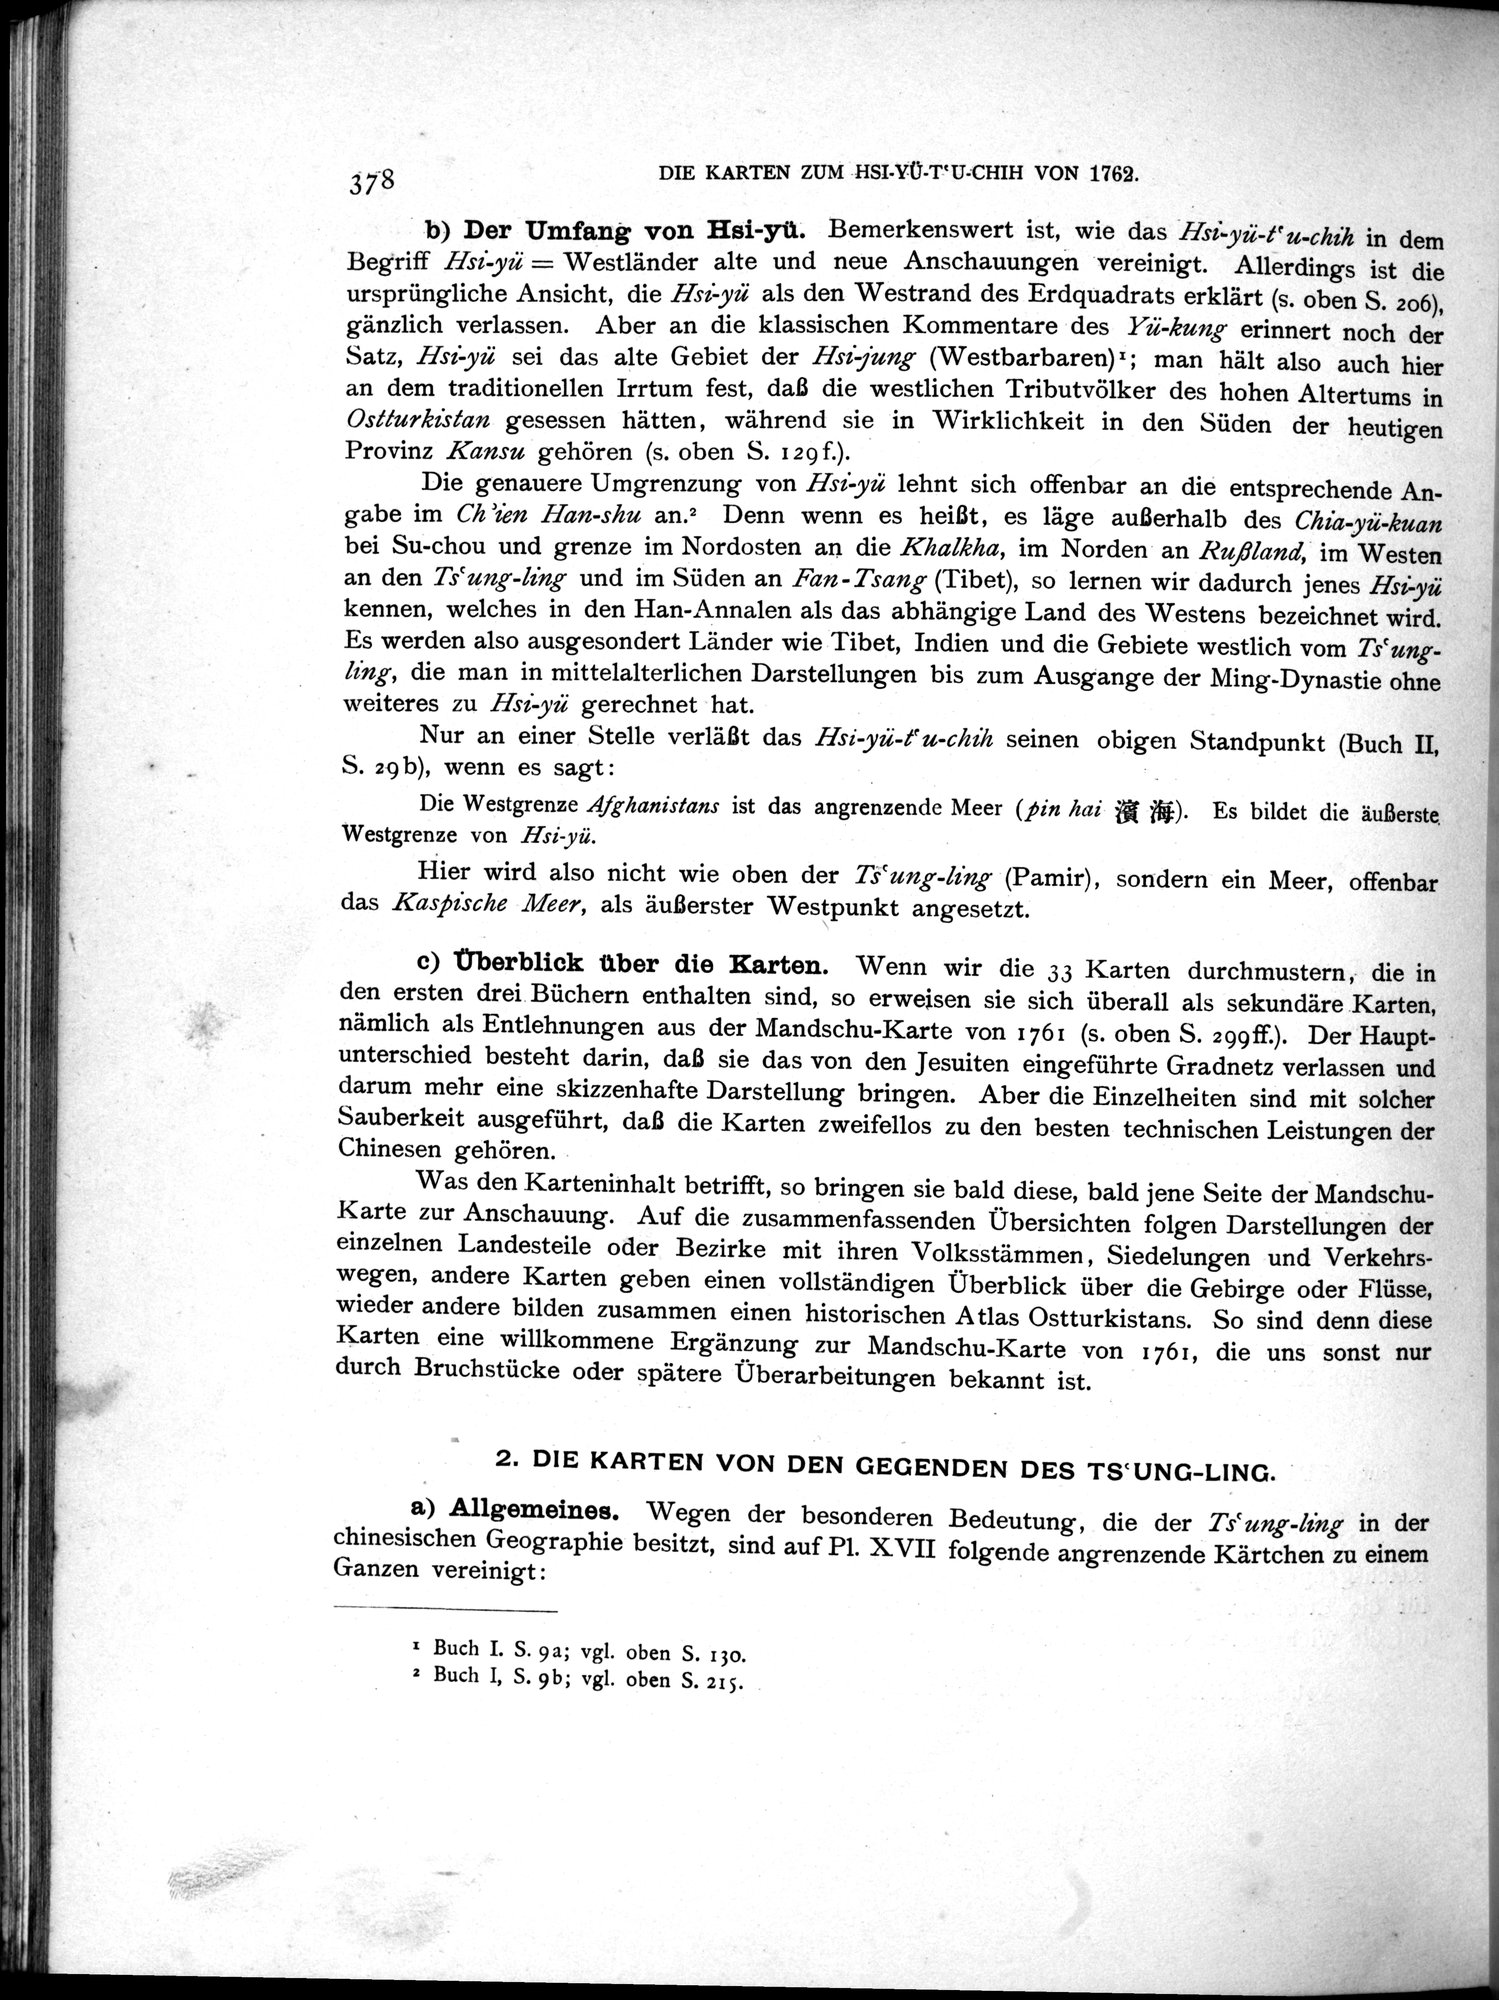 378
DIE KARTEN ZUM HSI-YÜ-TʻU-CHIH VON 1762.
b) Der Umfang von Hsi-yü. Bemerkenswert ist, wie das Hsi-yü-tʻu-chih in dem
Begriff Hsi-yü = Westländer alte und neue Anschauungen vereinigt. Allerdings ist die
ursprüngliche Ansicht, die Hsi-yü als den Westrand des Erdquadrats erklärt (s. oben S. 206),
gänzlich verlassen. Aber an die klassischen Kommentare des Yü-kung erinnert noch der
Satz, Hsi-yü sei das alte Gebiet der Hsi-jung (Westbarbaren)¹; man hält also auch hier
an dem traditionellen Irrtum fest, daß die westlichen Tributvölker des hohen Altertums in
Ostturkistan gesessen hätten, während sie in Wirklichkeit in den Süden der heutigen
Provinz Kansu gehören (s. oben S. 129f.).
Die genauere Umgrenzung von Hsi-yü lehnt sich offenbar an die entsprechende An-
gabe im Ch’ien Han-shu an.² Denn wenn es heißt, es läge außerhalb des Chia-yü-kuan
bei Su-chou und grenze im Nordosten an die Khalkha, im Norden an Rußland, im Westen
an den Tsʻung-ling und im Süden an Fan-Tsang (Tibet), so lernen wir dadurch jenes Hsi-yü
kennen, welches in den Han-Annalen als das abhängige Land des Westens bezeichnet wird.
Es werden also ausgesondert Länder wie Tibet, Indien und die Gebiete westlich vom Tsʻung-
ling, die man in mittelalterlichen Darstellungen bis zum Ausgange der Ming-Dynastie ohne
weiteres zu Hsi-yü gerechnet hat.
Nur an einer Stelle verläßt das Hsi-yü-tʻu-chih seinen obigen Standpunkt (Buch II,
S. 29b), wenn es sagt:
Die Westgrenze Afghanistans ist das angrenzende Meer (pin hai 濱 海). Es bildet die äußerste
Westgrenze von Hsi-yü.
Hier wird also nicht wie oben der Tsʻung-ling (Pamir), sondern ein Meer, offenbar
das Kaspische Meer, als äußerster Westpunkt angesetzt.
c) Überblick über die Karten. Wenn wir die 33 Karten durchmustern, die in
den ersten drei Büchern enthalten sind, so erweisen sie sich überall als sekundäre Karten,
nämlich als Entlehnungen aus der Mandschu-Karte von 1761 (s. oben S. 299ff.). Der Haupt-
unterschied besteht darin, daß sie das von den Jesuiten eingeführte Gradnetz verlassen und
darum mehr eine skizzenhafte Darstellung bringen. Aber die Einzelheiten sind mit solcher
Sauberkeit ausgeführt, daß die Karten zweifellos zu den besten technischen Leistungen der
Chinesen gehören.
Was den Karteninhalt betrifft, so bringen sie bald diese, bald jene Seite der Mandschu-
Karte zur Anschauung. Auf die zusammenfassenden Übersichten folgen Darstellungen der
einzelnen Landesteile oder Bezirke mit ihren Volksstämmen, Siedelungen und Verkehrs-
wegen, andere Karten geben einen vollständigen Überblick über die Gebirge oder Flüsse,
wieder andere bilden zusammen einen historischen Atlas Ostturkistans. So sind denn diese
Karten eine willkommene Ergänzung zur Mandschu-Karte von 1761, die uns sonst nur
durch Bruchstücke oder spätere Überarbeitungen bekannt ist.
2. DIE KARTEN VON DEN GEGENDEN DES TSʻUNG-LING.
a) Allgemeines. Wegen der besonderen Bedeutung, die der Tsʻung-ling in der
chinesischen Geographie besitzt, sind auf Pl. XVII folgende angrenzende Kärtchen zu einem
Ganzen vereinigt:
¹ Buch I. S. 9a; vgl. oben S. 130.
² Buch I, S. 9b; vgl. oben S. 215.